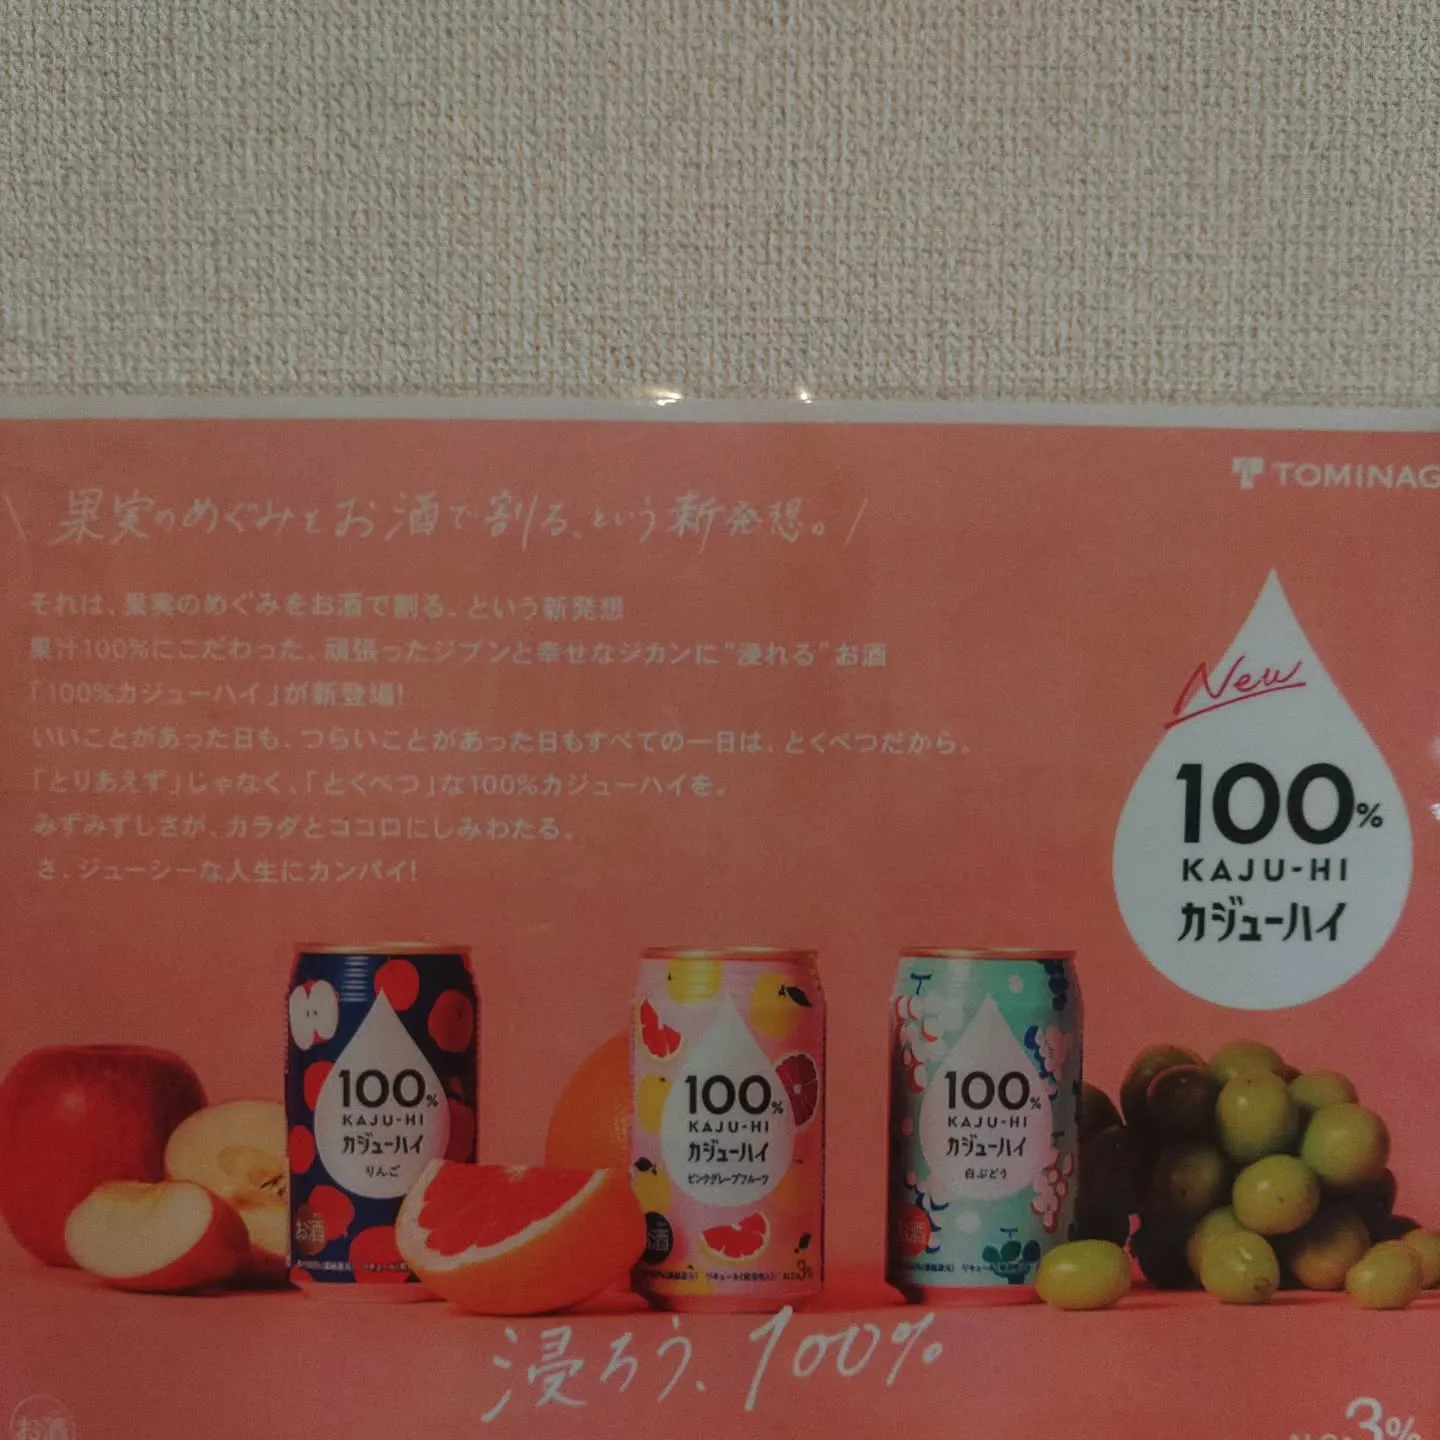 TOMINAG
\ 果実のめぐみをお酒で割る、という新発想。/
それは、果実のめぐみをお酒で割る、という新発想
果汁100%にこだわった、頑張ったジブンと幸せなジカンに"浸れる"お酒
「100%カジューハイ」が新登場!
いいことがあった日も、つらいことがあった日もすべての一日は、とくべつだから。
「とりあえず」じゃなく、「とくべつ」な100%カジューハイを。
みずみずしさが、カラダとココロにしみわたる。
さ、ジューシーな人生にカンパイ!
New
100%
KAJU-HI
カジューハイ
100%
KAJU-HI
カジューハイ
りんご
お酒
100%
KAJU-HI
カジューハイ
ピンクグレープフルーツ
お酒
3%
100%
KAJU-HI
カジューハイ
白ぶどう
お酒
浸ろう、100%
お酒
3%